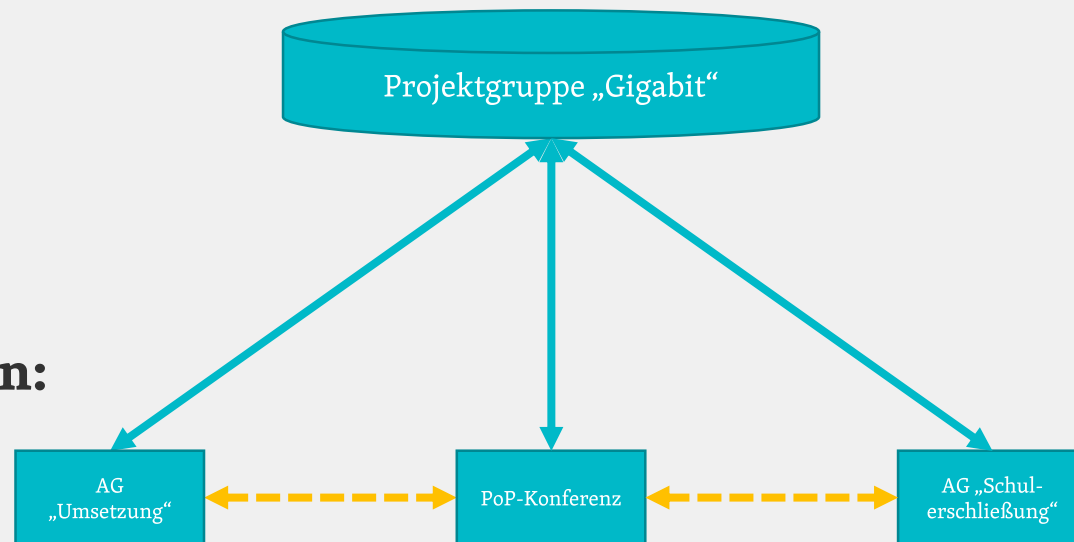 Projektgruppe „Gigabit“
n:
AG
„Umsetzung“
PoP-Konferenz
AG „Schul-
erschließung“